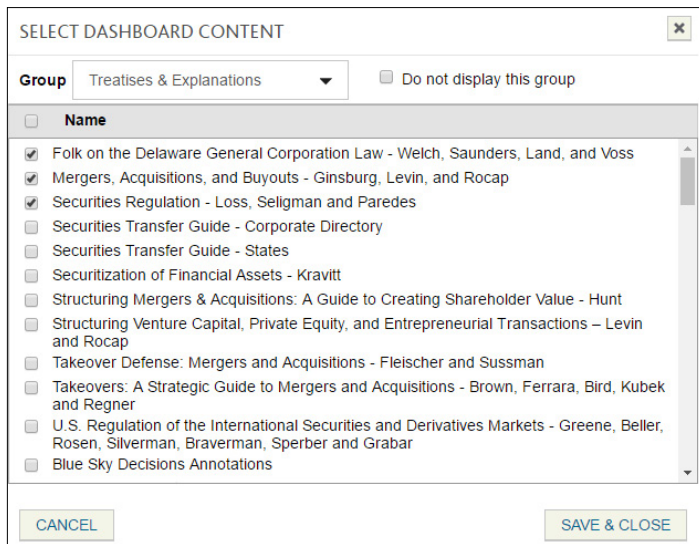 SELECT DASHBOARD CONTENT
Group Treatises & Explanations Do not display this group
Name
Folk on the Delaware General Corporation Law - Welch, Saunders, Land, and Voss
Mergers, Acquisitions, and Buyouts - Ginsburg, Levin, and Rocap
Securities Regulation - Loss, Seligman and Paredes
Securities Transfer Guide - Corporate Directory
Securities Transfer Guide - States
Securitization of Financial Assets - Kravitt
Structuring Mergers & Acquisitions: A Guide to Creating Shareholder Value - Hunt
Structuring Venture Capital, Private Equity, and Entrepreneurial Transactions – Levin
and Rocap
Takeover Defense: Mergers and Acquisitions - Fleischer and Sussman
Takeovers: A Strategic Guide to Mergers and Acquisitions - Brown, Ferrara, Bird, Kubek
and Regner
U.S. Regulation of the International Securities and Derivatives Markets - Greene, Beller,
Rosen, Silverman, Braverman, Sperber and Grabar
Blue Sky Decisions Annotations
CANCEL SAVE & CLOSE